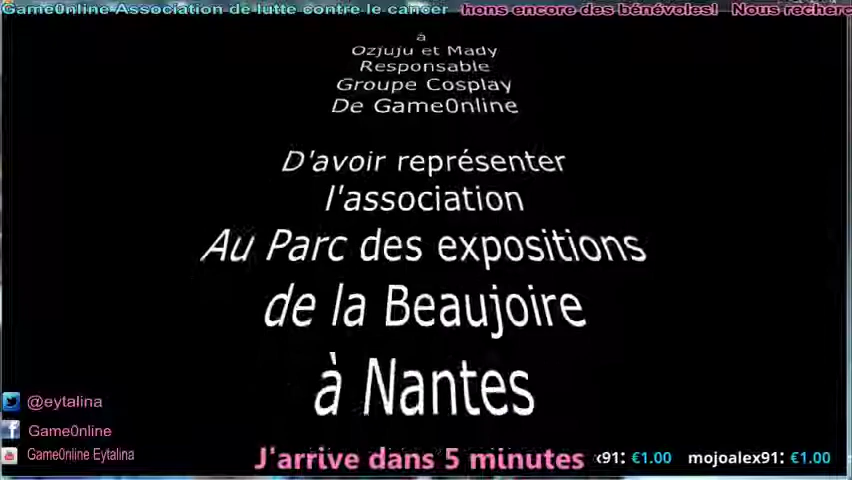 Game0nline Association de lutte contre le cancer
hons encore des bénévoles!   Nous recherc
à
Ozjuju et Mady
Responsable
Groupe Cosplay
De Game0nline
D'avoir représenter
l'association
Au Parc des expositions
de la Beaujoire
à Nantes
@eytalina
Game0nline
Game0nline Eytalina
J'arrive dans 5 minutes
x91: €1.00   mojoalex91: €1.00